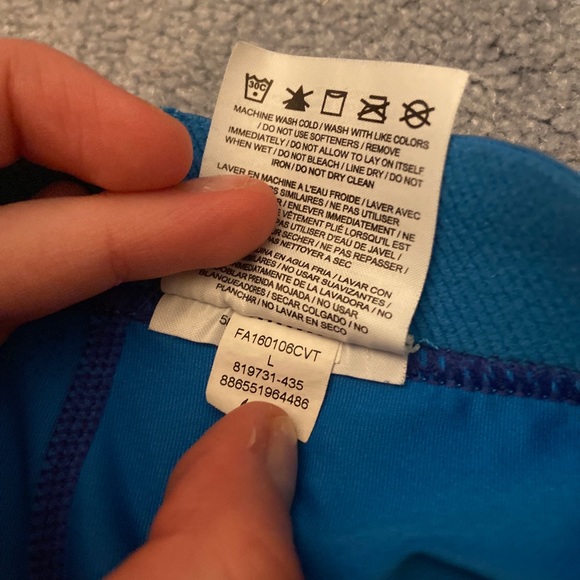 30C
MACHINE WASH COLD / WASH WITH LIKE COLORS
/ DO NOT USE SOFTENERS / REMOVE
IMMEDIATELY / DO NOT ALLOW TO LAY ON ITSELF
WHEN WET / DO NOT BLEACH / LINE DRY / DO NOT
IRON / DO NOT DRY CLEAN
LAVER EN MACHINE À L'EAU FROIDE / LAVER AVEC
SIMILAIRES / NE PAS UTILISER
/ ENLEVER IMMEDIATEMENT / NE
VÊTEMENT PLIÉ LORSQU'IL EST
PAS UTILISER D'EAU DE JAVEL /
SÉCHER / NE PAS REPASSER /
PAS NETTOYER A SEC
EN AGUA FRIA / LAVAR CON
/ NO USAR SUAVIZANTES /
INMEDIATAMENTE DE LA LAVADORA / NO
DOBLAR PRENDA MOJADA / NO USAR
BLANQUEADORES / SECAR COLGADO / NO
PLANCHAR / NO LAVAR EN SECO
FA160106CVT
L
819731-435
886551964486